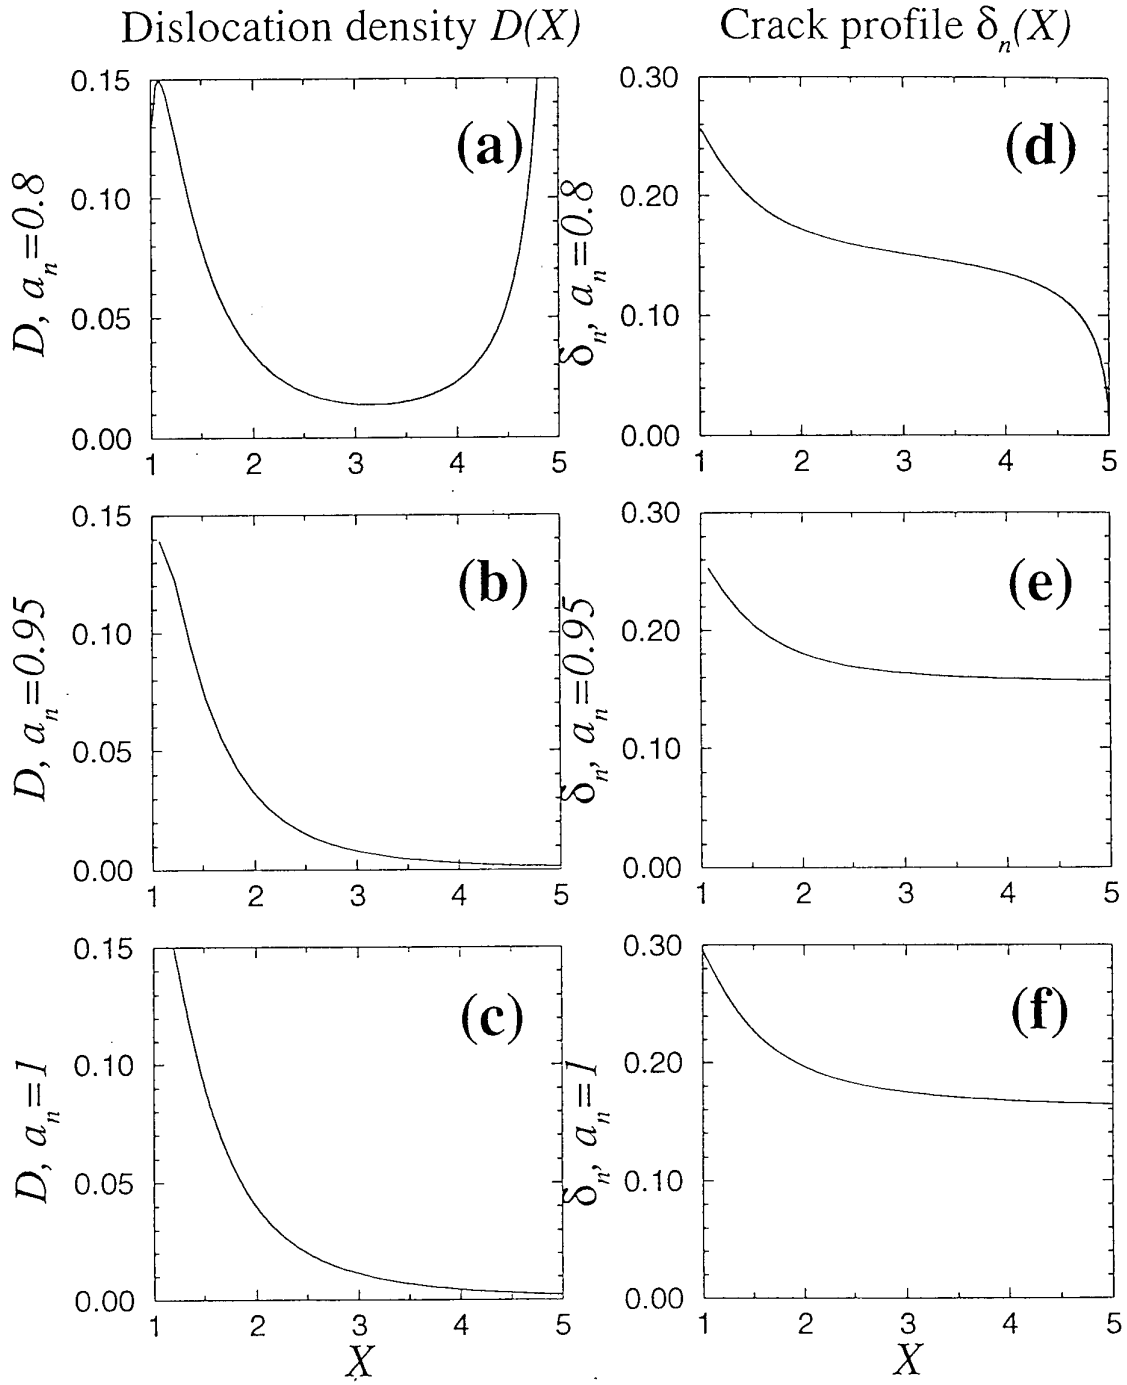 Dislocation density D(X)
Crack profile δn(X)
D, an=0.8
0.15
0.10
0.05
0.00
1 2 3 4 5
(a)
δn, an=0.8
0.30
0.20
0.10
0.00
1 2 3 4 5
(d)
D, an=0.95
0.15
0.10
0.05
0.00
1 2 3 4 5
(b)
δn, an=0.95
0.30
0.20
0.10
0.00
1 2 3 4 5
(e)
D, an=1
0.15
0.10
0.05
0.00
1 2 3 4 5
X
(c)
δn, an=1
0.30
0.20
0.10
0.00
1 2 3 4 5
X
(f)